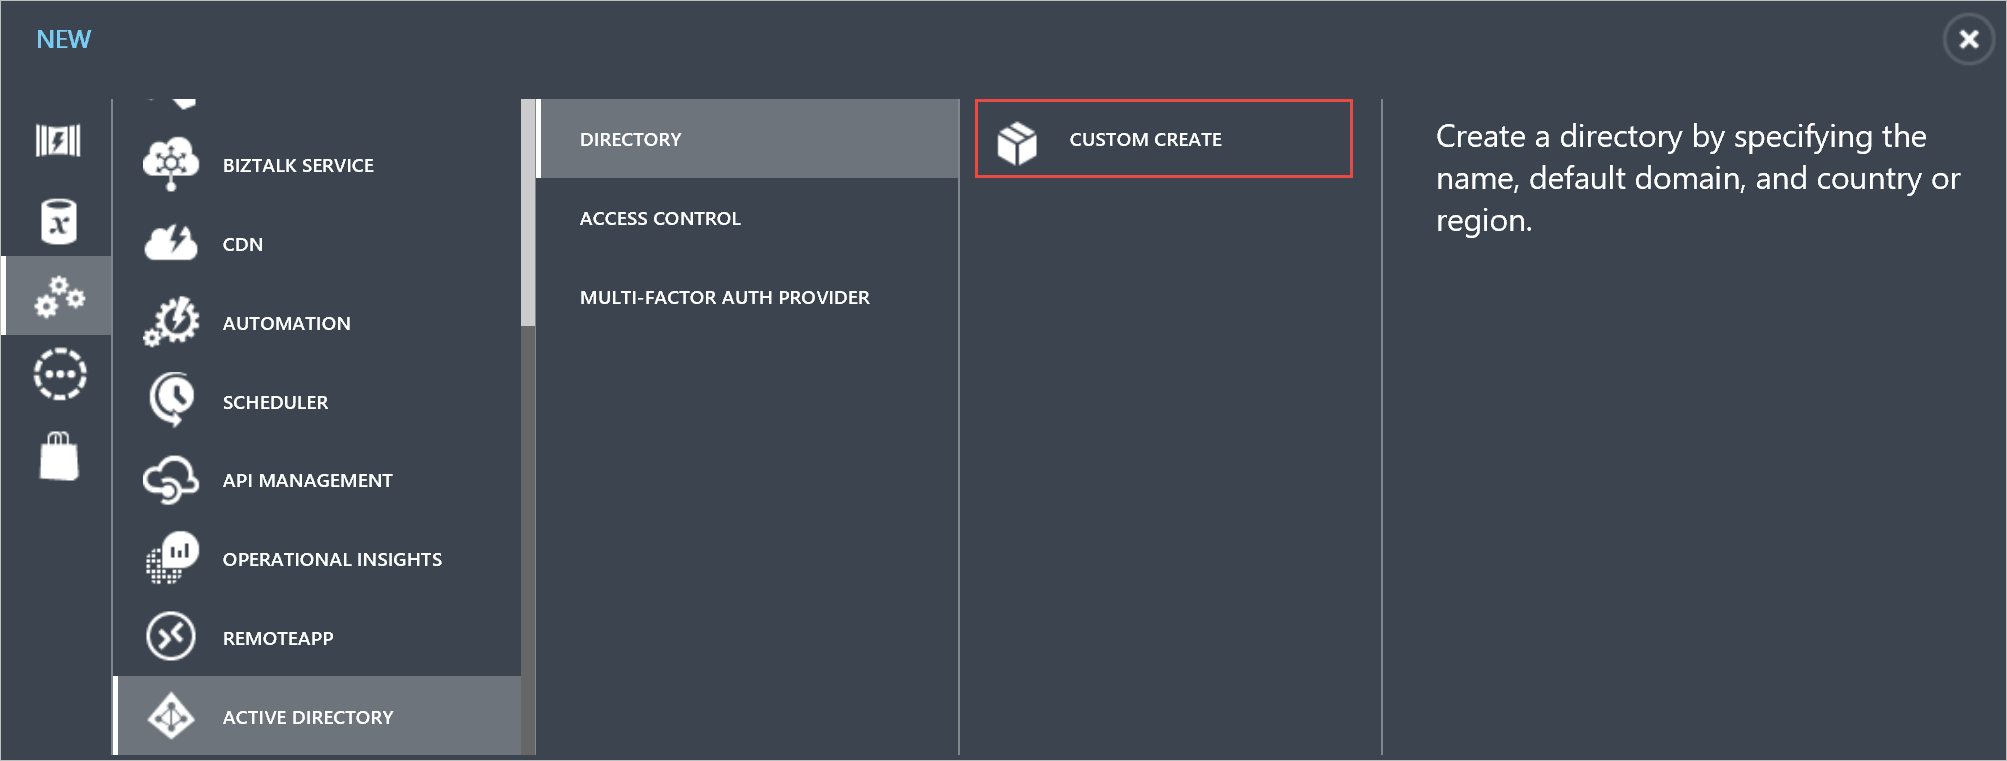 NEW
BIZTALK SERVICE
CDN
AUTOMATION
SCHEDULER
API MANAGEMENT
OPERATIONAL INSIGHTS
REMOTEAPP
ACTIVE DIRECTORY
DIRECTORY
ACCESS CONTROL
MULTI-FACTOR AUTH PROVIDER
CUSTOM CREATE
Create a directory by specifying the
name, default domain, and country or
region.